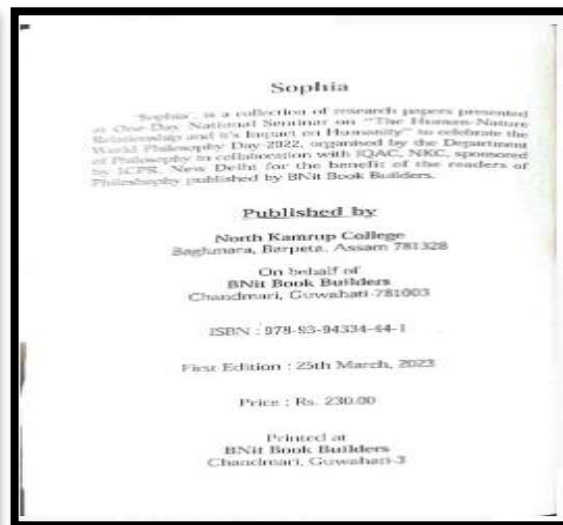 Sophia
'Sophia', is a collection of research papers presented
at One-Day National Seminar on "The Human-Nature
Relationship and it's Impact on Humanity" to celebrate the
World Philosophy Day-2022, organised by the Department
of Philosophy in collaboration with IQAC, NKC, sponsored
by ICPR, New Delhi for the benefit of the readers of
published by BNit Book Builders.
Published by
North Kamrup College
Baghmara, Barpeta, Assam 781328
On behalf of
BNit Book Builders
Chandmari, Guwahati-781003
ISBN : 978-93-94334-44-1
First Edition : 25th March, 2023
Price : Rs. 230.00
Printed at
BNit Book Builders
Chandmari, Guwahati-3